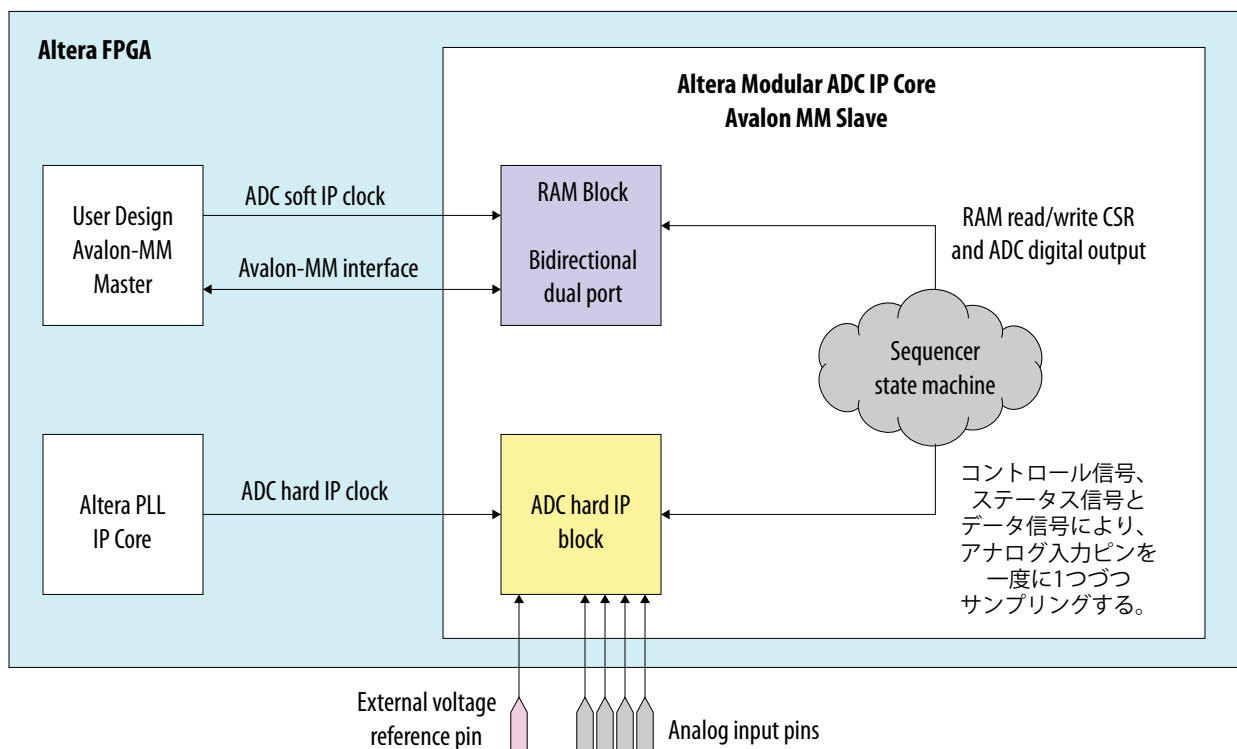 Altera FPGA
Altera Modular ADC IP Core
Avalon MM Slave
User Design
Avalon-MM
Master
ADC soft IP clock
Avalon-MM interface
RAM Block
Bidirectional
dual port
RAM read/write CSR
and ADC digital output
Sequencer
state machine
Altera PLL
IP Core
ADC hard IP clock
ADC hard IP
block
コントロール信号、
ステータス信号と
データ信号により、
アナログ入力ピンを
一度に1つづつ
サンプリングする。
External voltage
reference pin
Analog input pins